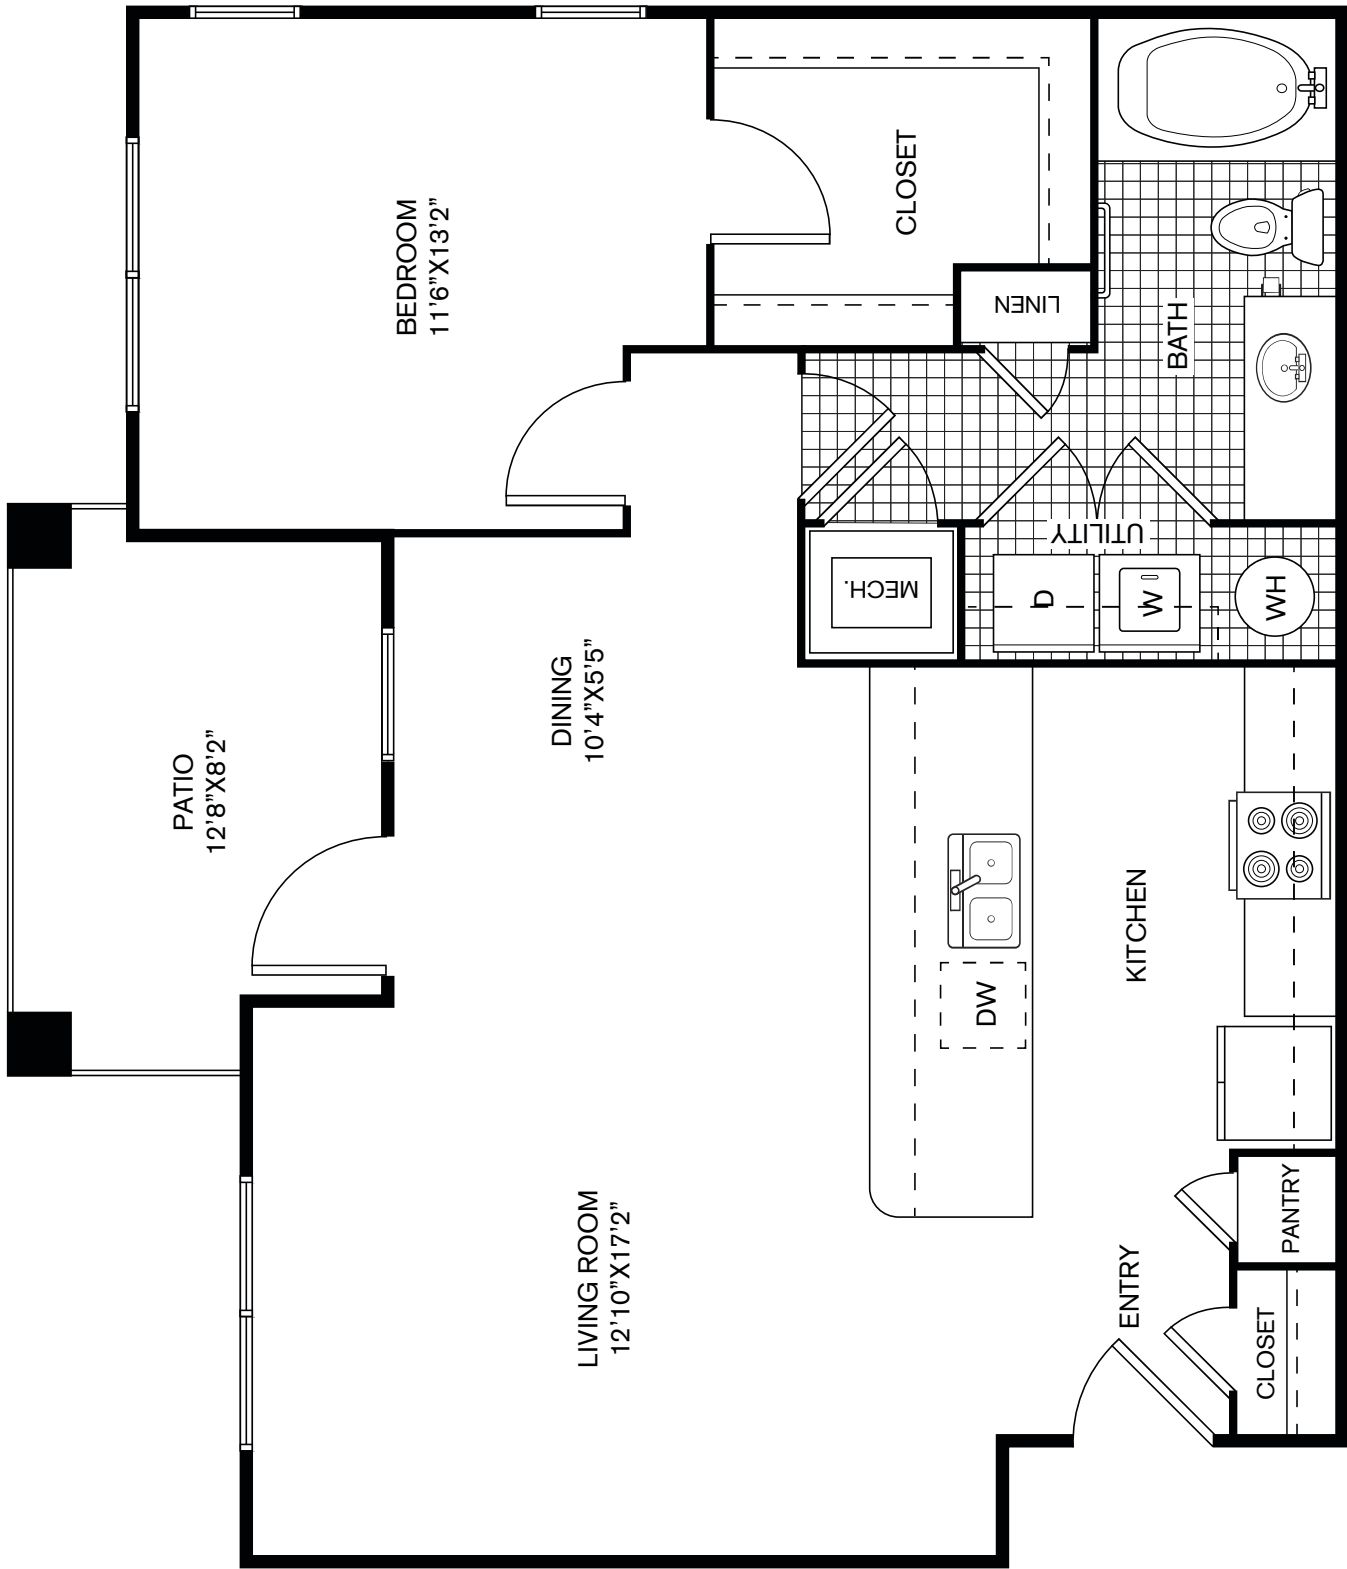 BEDROOM
11'6"X13'2"
CLOSET
LINEN
BATH
UTILITY
MECH.
D
W
WH
PATIO
12'8"X8'2"
DINING
10'4"X5'5"
KITCHEN
DW
LIVING ROOM
12'10"X17'2"
ENTRY
PANTRY
CLOSET